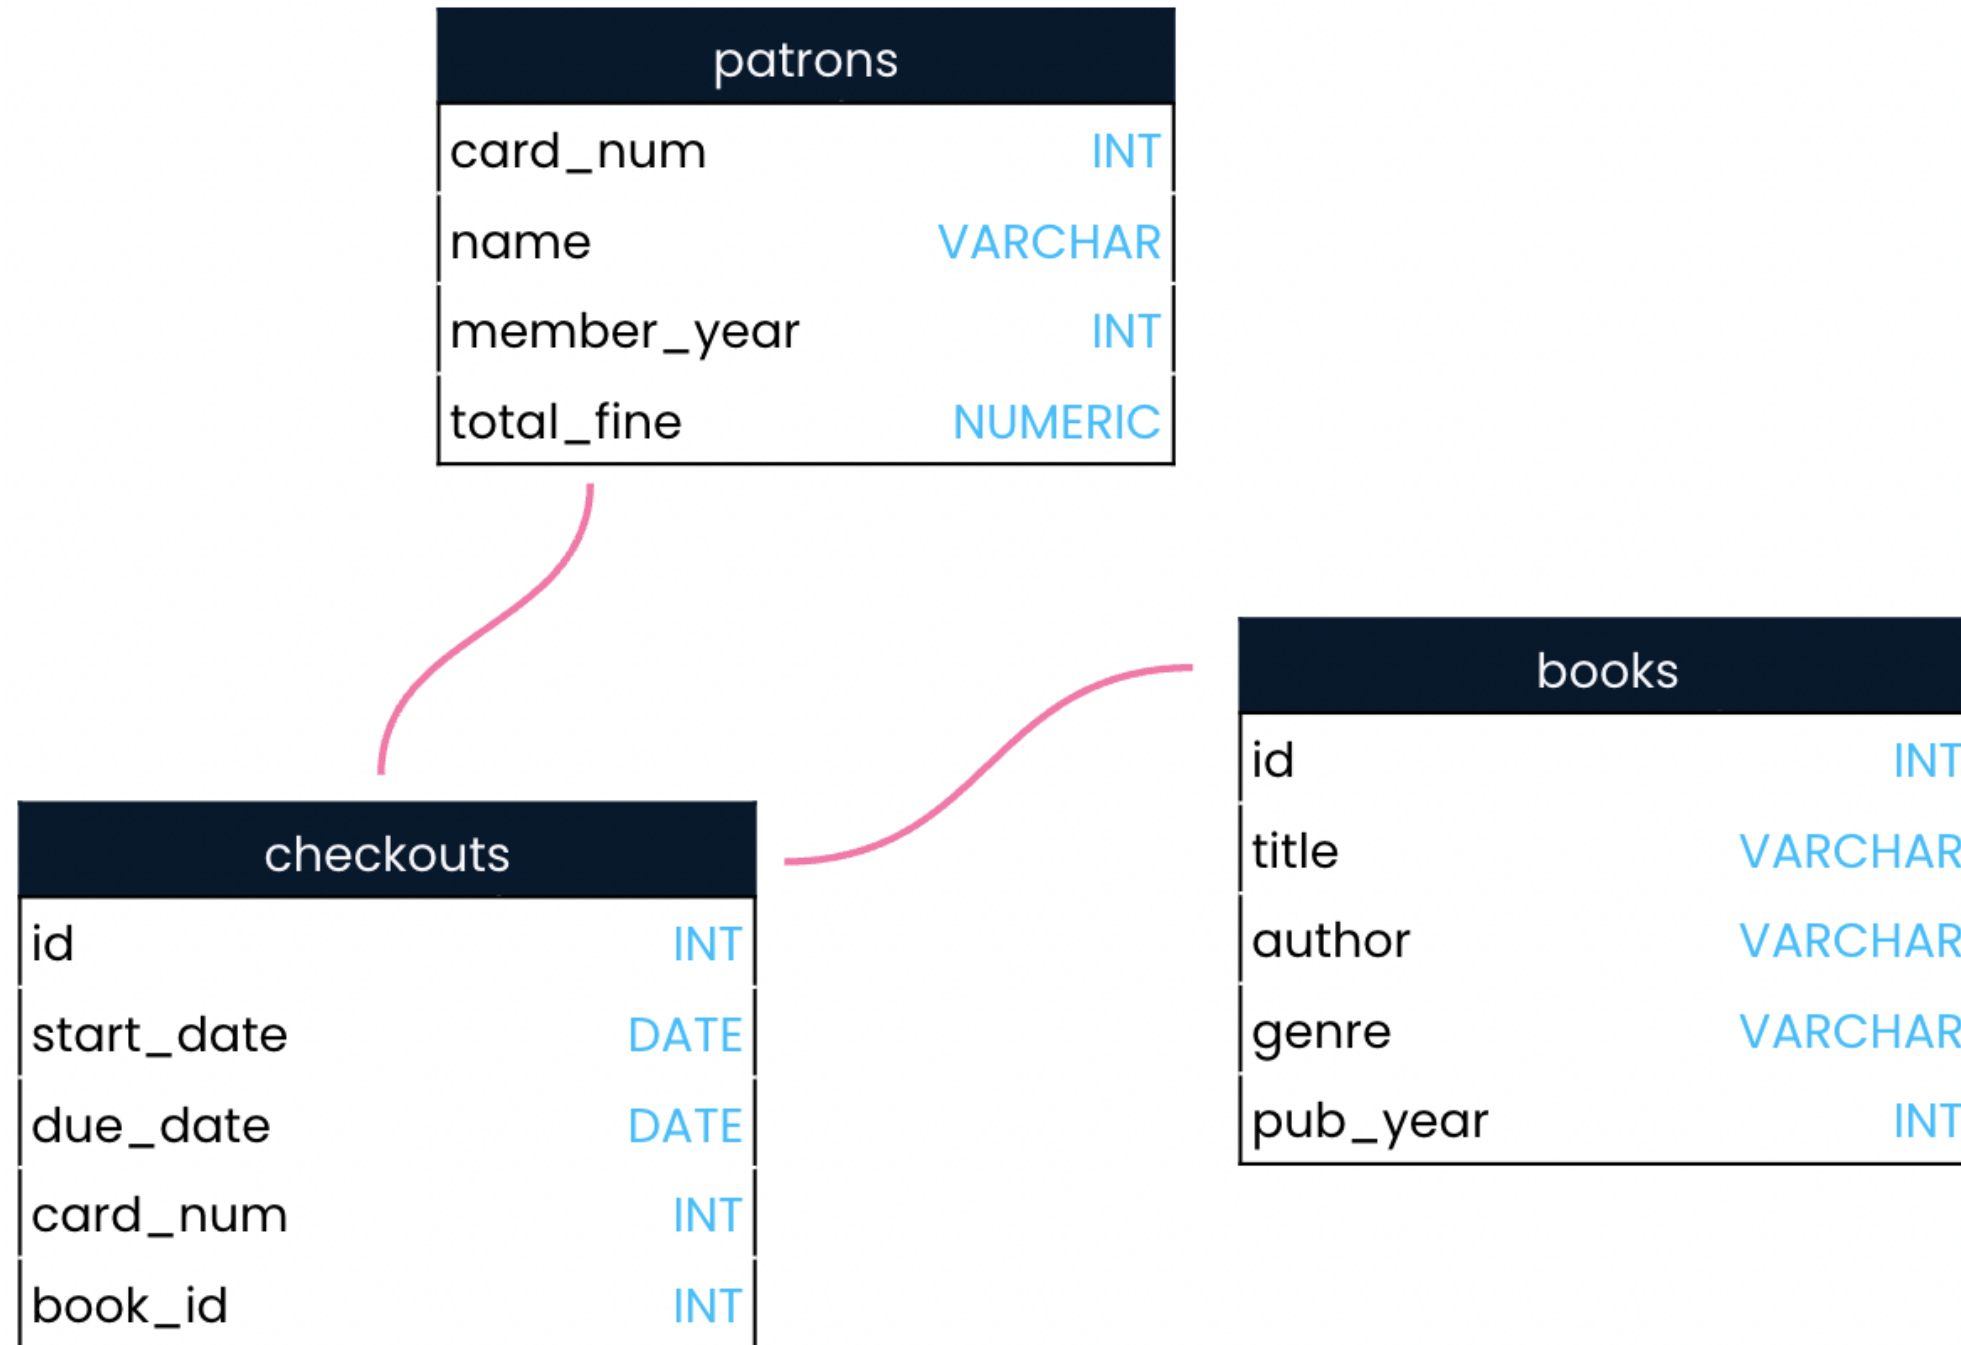 patrons
card_num INT
name VARCHAR
member_year INT
total_fine NUMERIC
checkouts
id INT
start_date DATE
due_date DATE
card_num INT
book_id INT
books
id INT
title VARCHAR
author VARCHAR
genre VARCHAR
pub_year INT